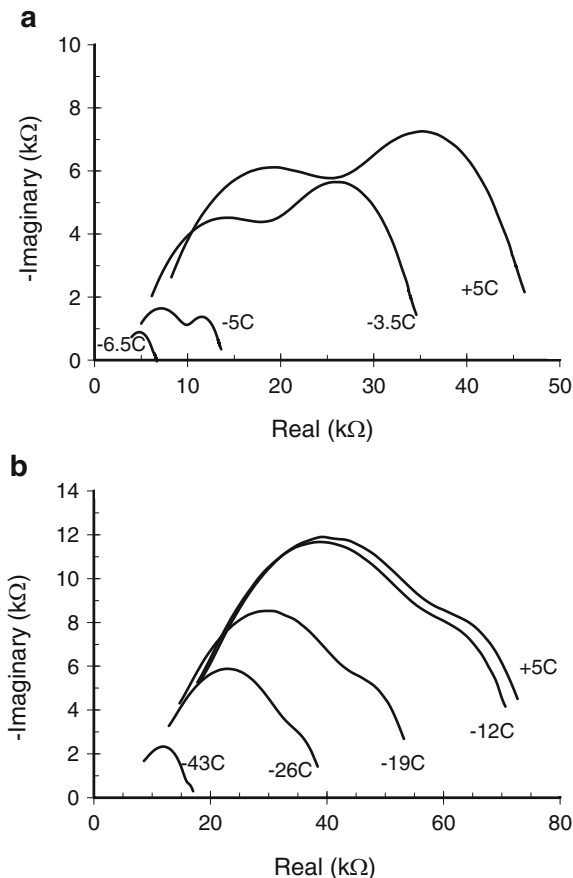 a
10
8
6
4
2
0
-Imaginary (kΩ)
+5C
-3.5C
-5C
-6.5C
0 10 20 30 40 50
Real (kΩ)
b
14
12
10
8
6
4
2
0
-Imaginary (kΩ)
+5C
-12C
-19C
-26C
-43C
0 20 40 60 80
Real (kΩ)